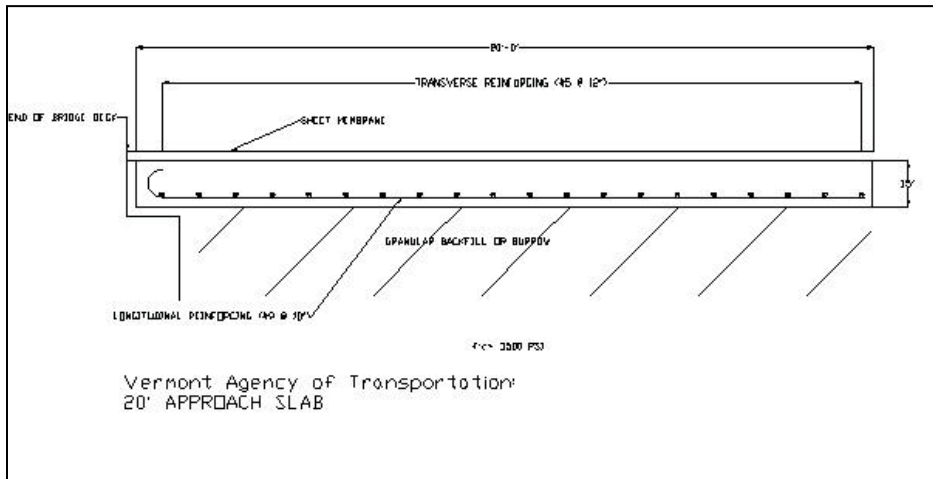 20'-0"
TRANSVERSE REINFORCING (#5 @ 12")
END OF BRIDGE DECK
SHEET MEMBRANE
15"
GRANULAR BACKFILL OR BORROW
LONGITUDINAL REINFORCING (#9 @ 10")
3500 PSI
Vermont Agency of Transportation:
20' APPROACH SLAB